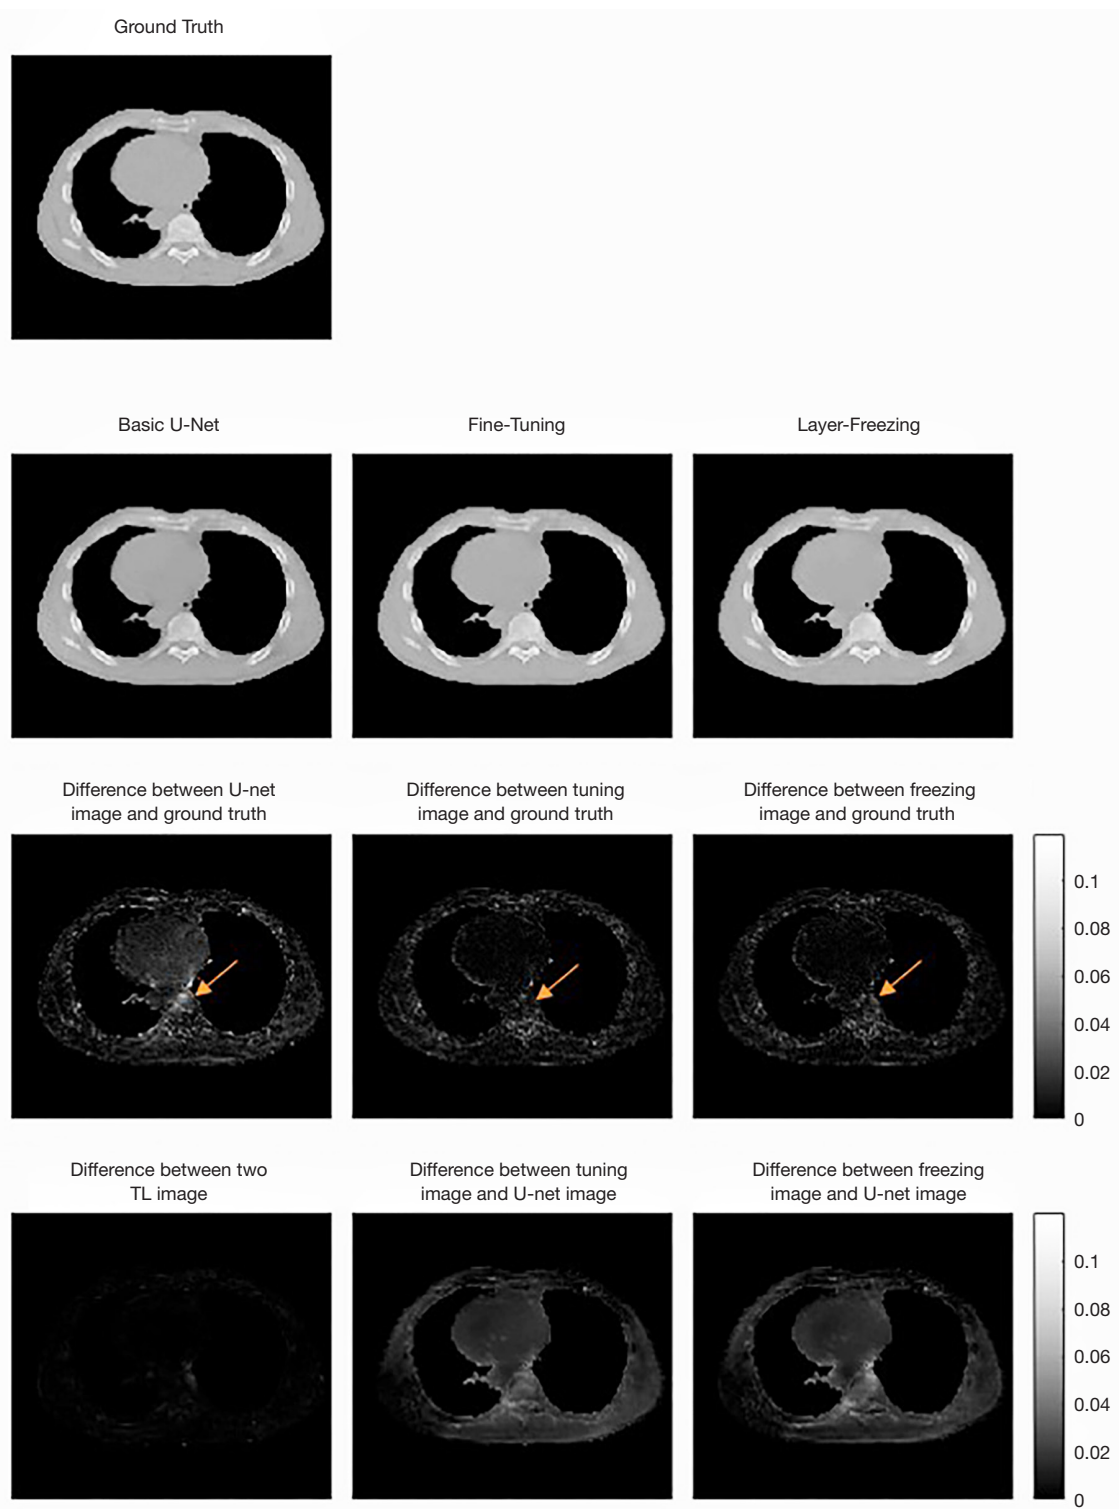 Ground Truth
Basic U-Net
Fine-Tuning
Layer-Freezing
Difference between U-net
image and ground truth
Difference between tuning
image and ground truth
Difference between freezing
image and ground truth
0.1
0.08
0.06
0.04
0.02
0
Difference between two
TL image
Difference between tuning
image and U-net image
Difference between freezing
image and U-net image
0.1
0.08
0.06
0.04
0.02
0